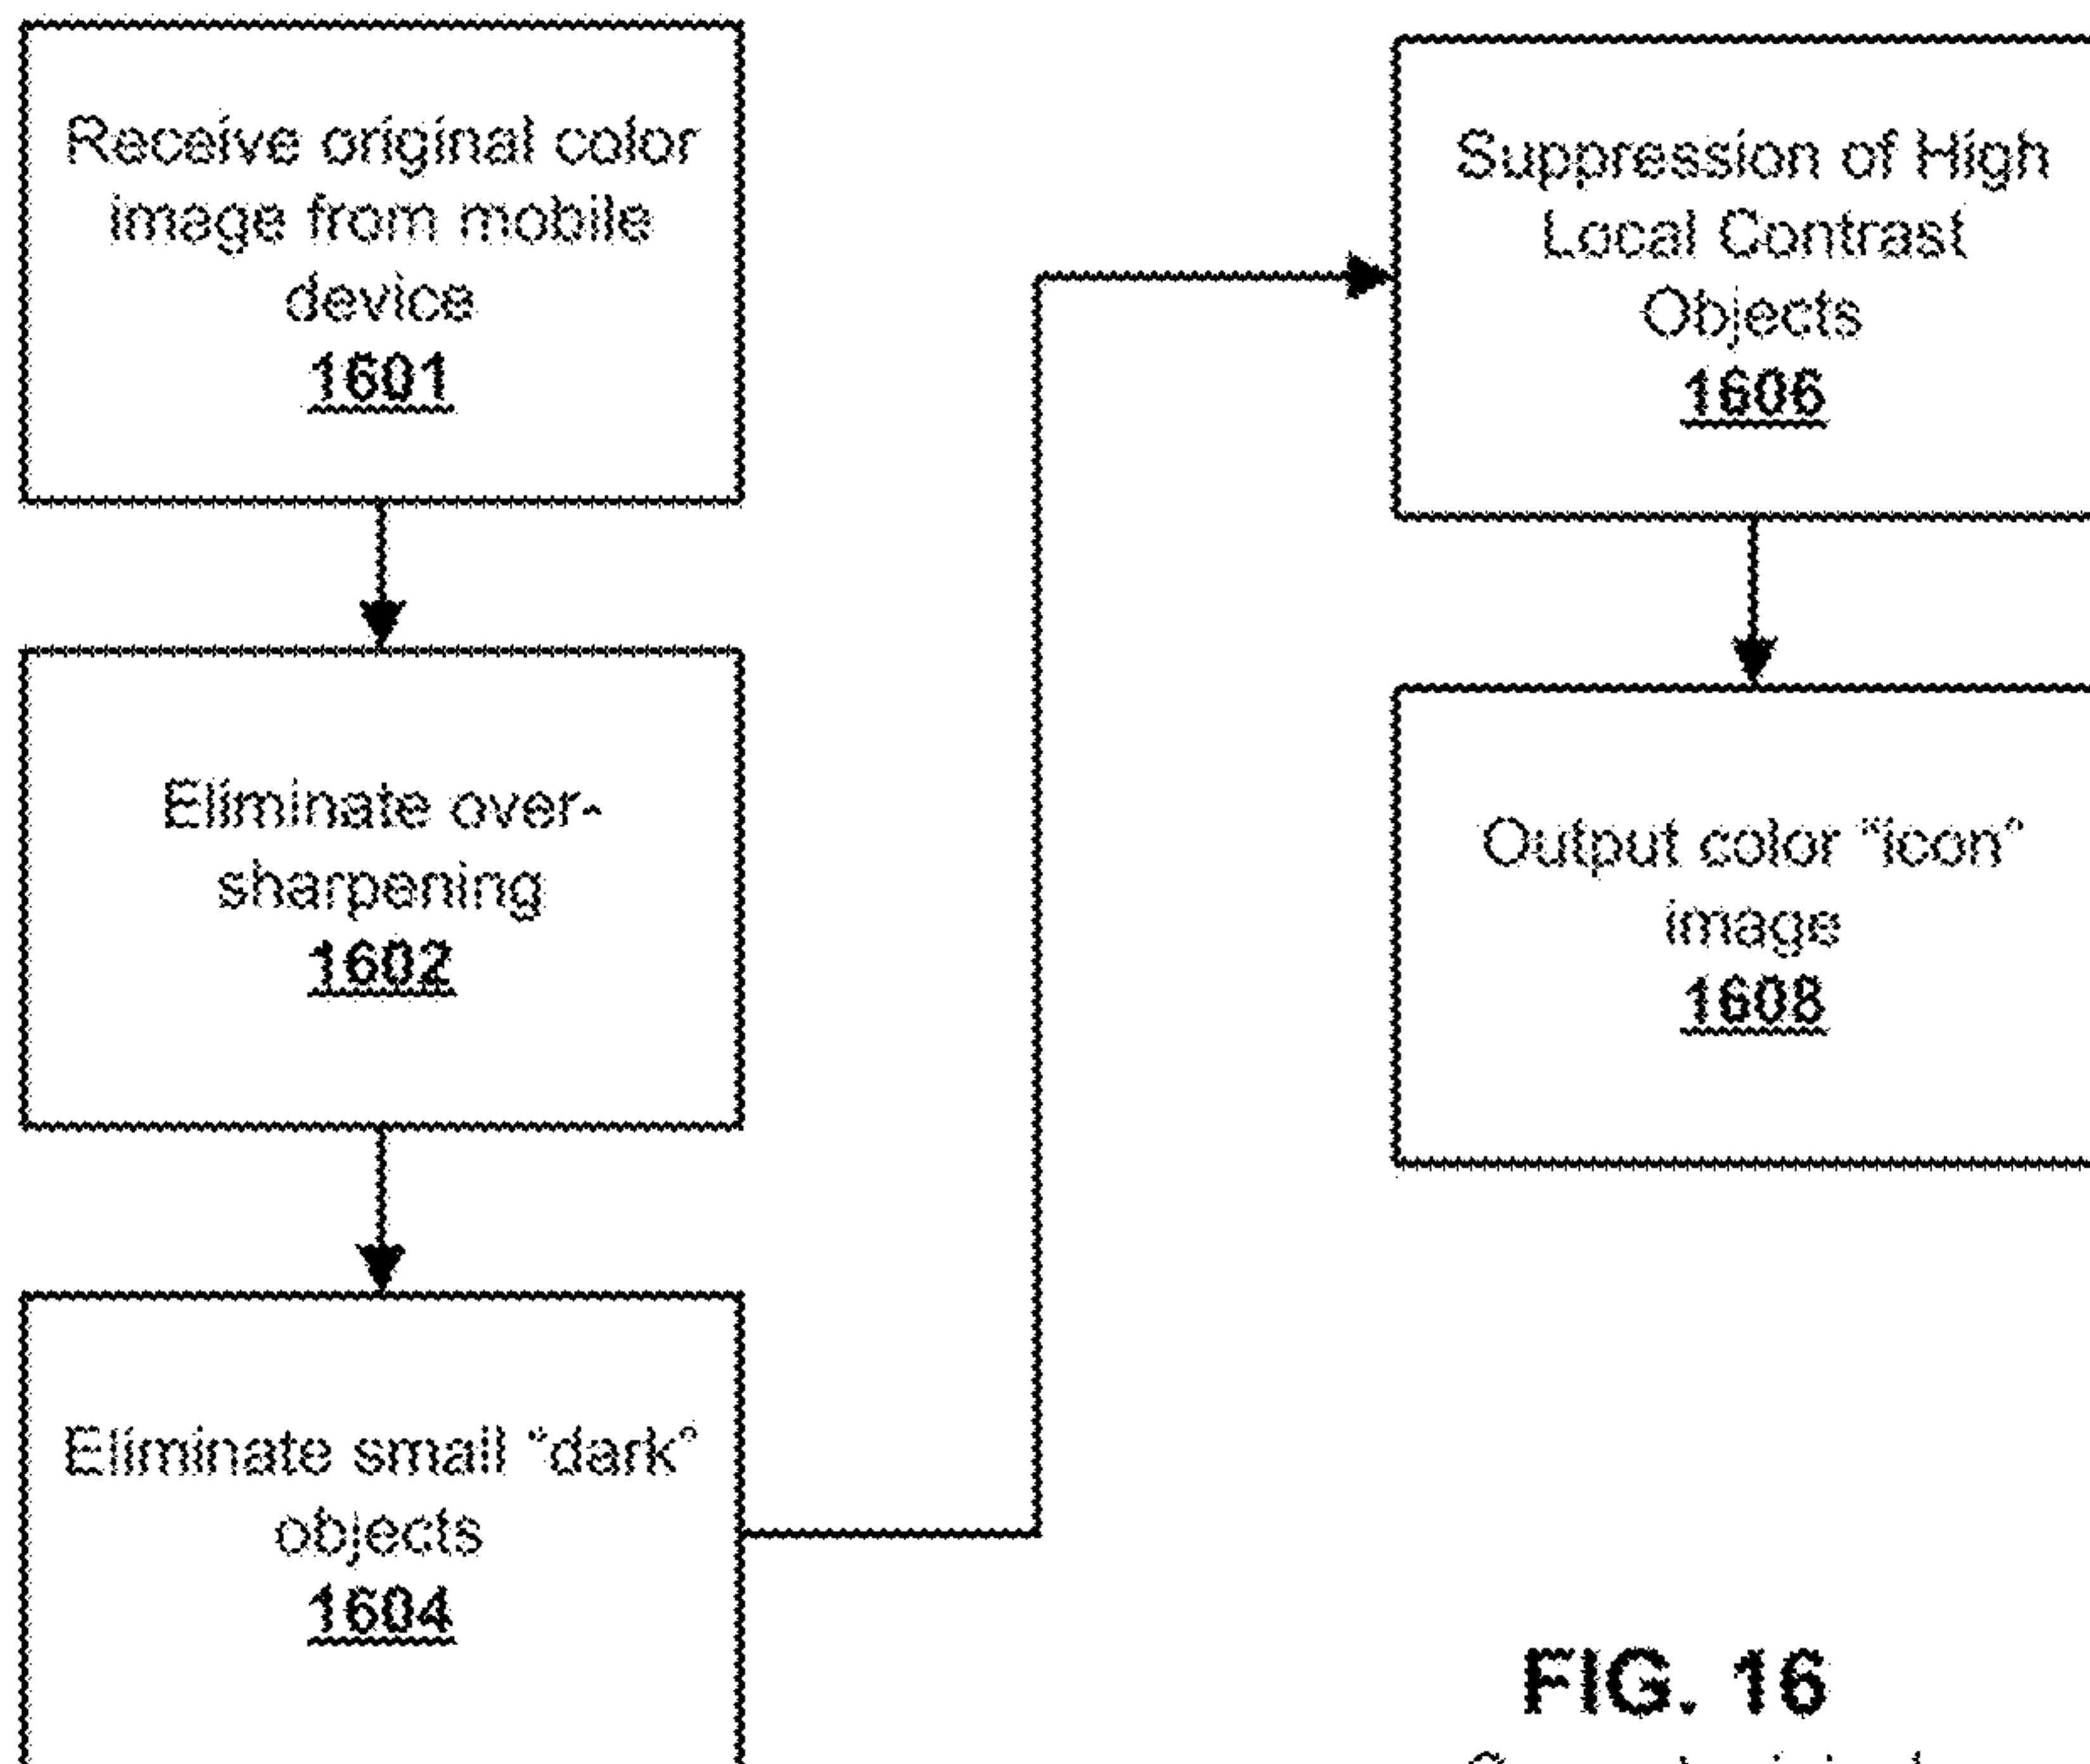 Receive original color
image from mobile
device
1601
Eliminate over-
sharpening
1602
Eliminate small "dark"
objects
1604
Suppression of High
Local Contrast
Objects
1606
Output color "icon"
image
1608
FIG. 16